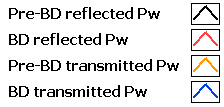 Pre-BD reflected Pw
BD reflected Pw
Pre-BD transmitted Pw
BD transmitted Pw